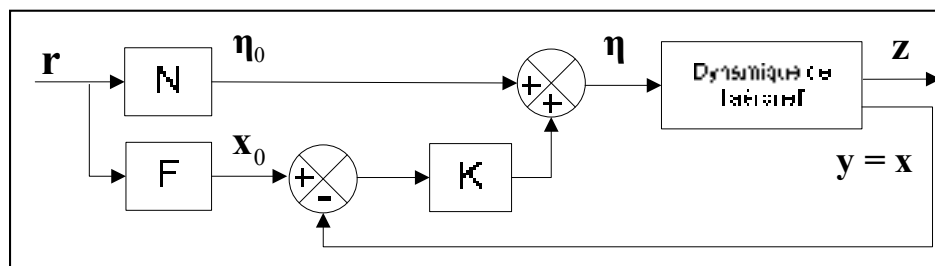 r
N
η₀
η
Dynamique de
z
F
x₀
K
y = x
+
+
+
-